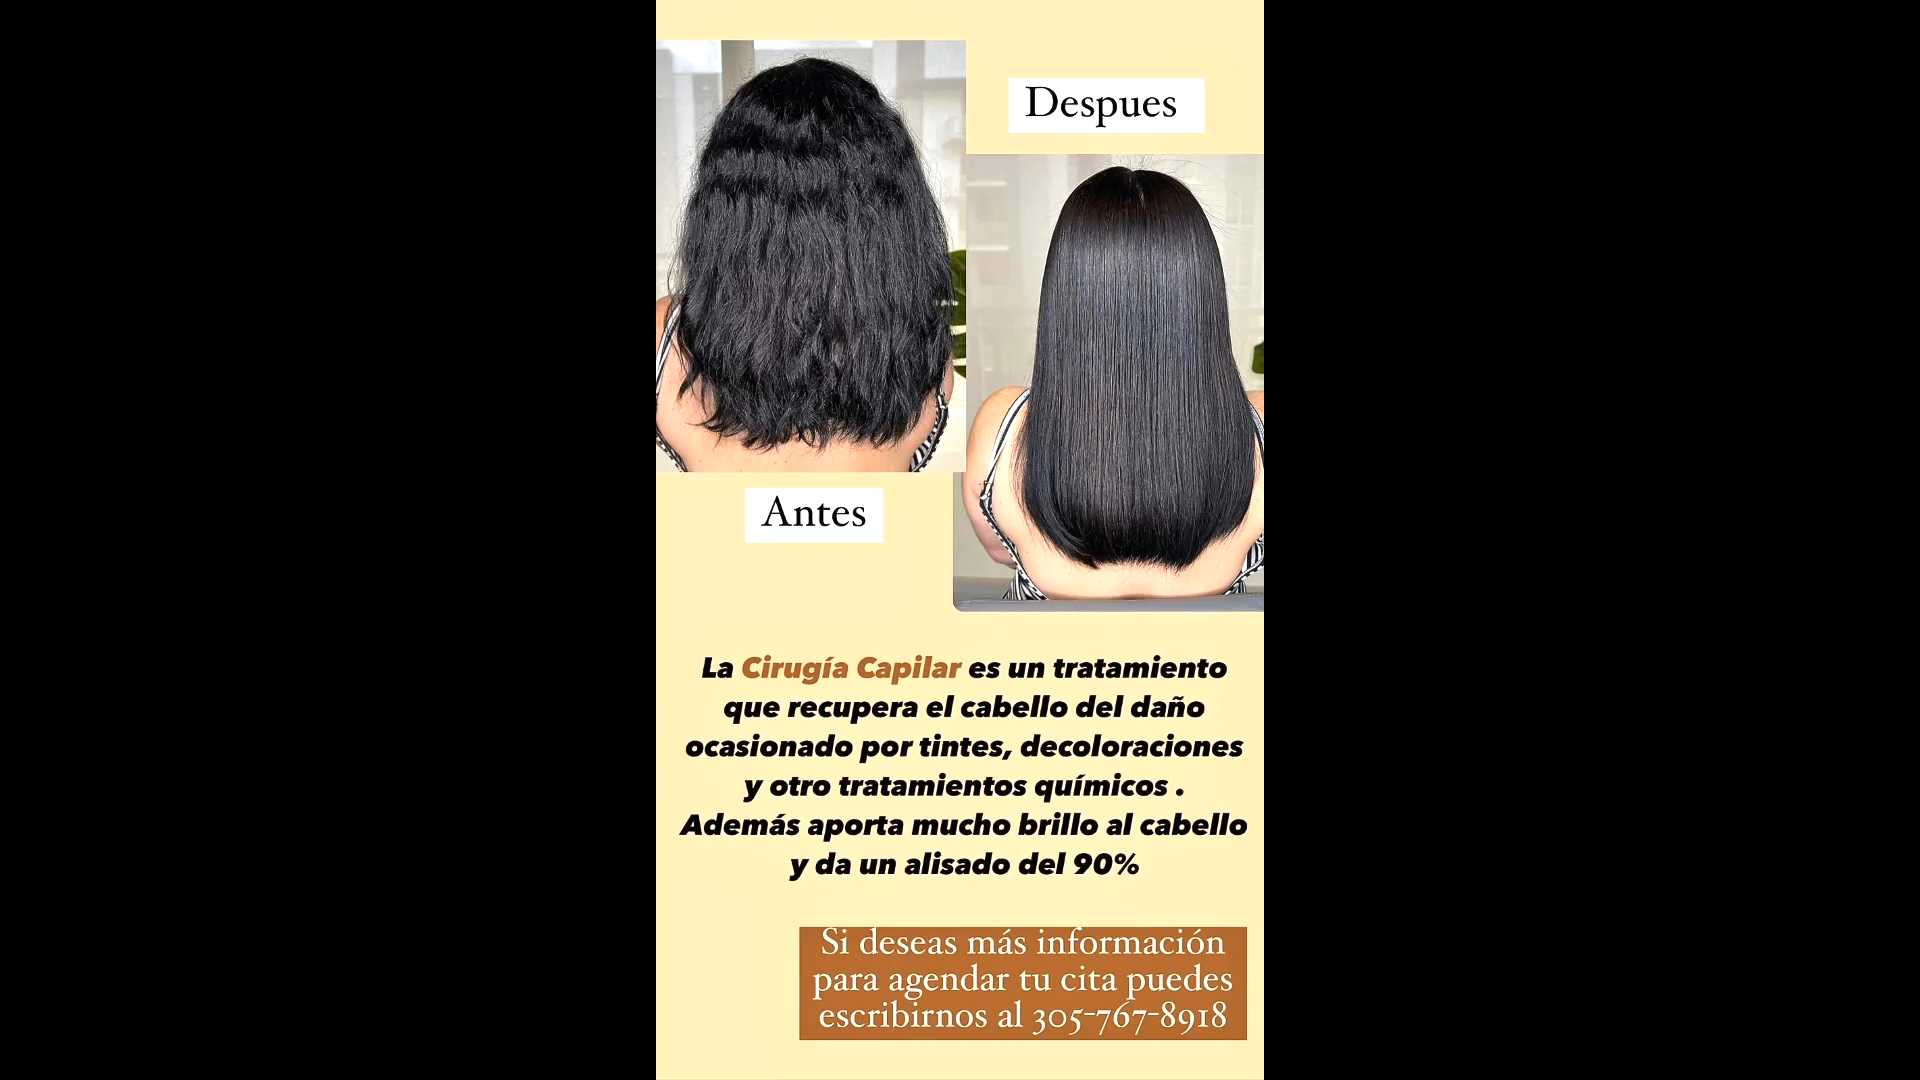 Despues
Antes
La Cirugía Capilar es un tratamiento
que recupera el cabello del daño
ocasionado por tintes, decoloraciones
y otro tratamientos químicos .
Además aporta mucho brillo al cabello
y da un alisado del 90%
Si deseas más información
para agendar tu cita puedes
escribirnos al 305-767-8918